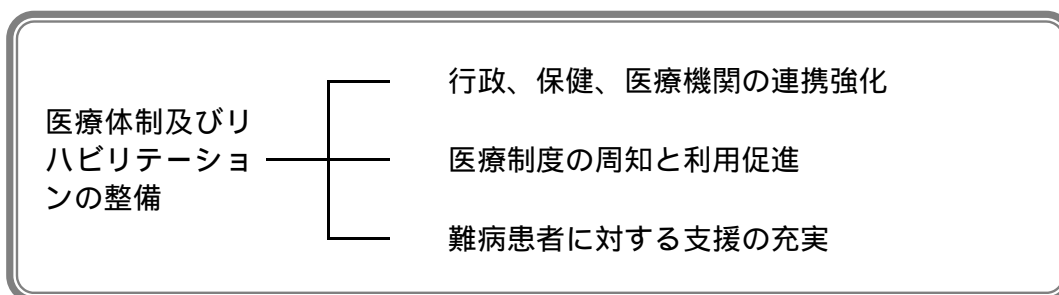 医療体制及びリ
ハビリテーショ
ンの整備
行政、保健、医療機関の連携強化
医療制度の周知と利用促進
難病患者に対する支援の充実